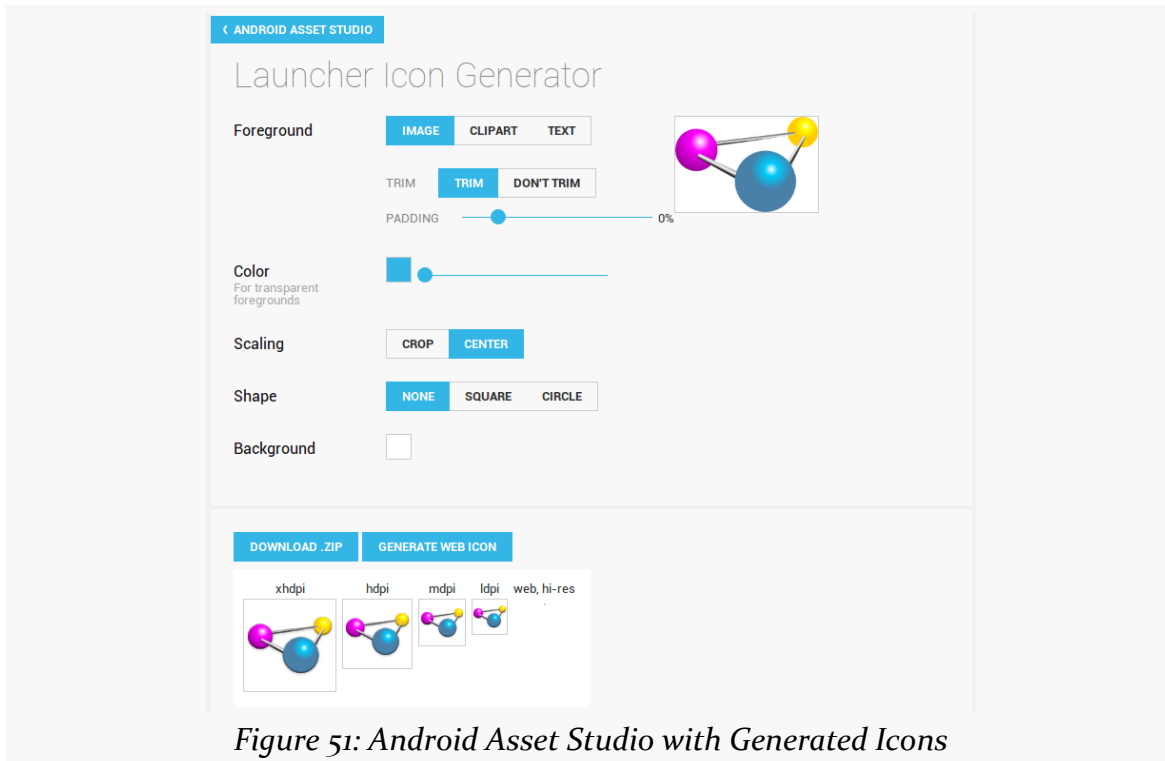 ‹ ANDROID ASSET STUDIO
Launcher Icon Generator
Foreground
IMAGE CLIPART TEXT
TRIM TRIM DON'T TRIM
PADDING 0%
Color
For transparent
foregrounds
Scaling
CROP CENTER
Shape
NONE SQUARE CIRCLE
Background
DOWNLOAD .ZIP GENERATE WEB ICON
xhdpi hdpi mdpi ldpi web, hi-res
Figure 51: Android Asset Studio with Generated Icons